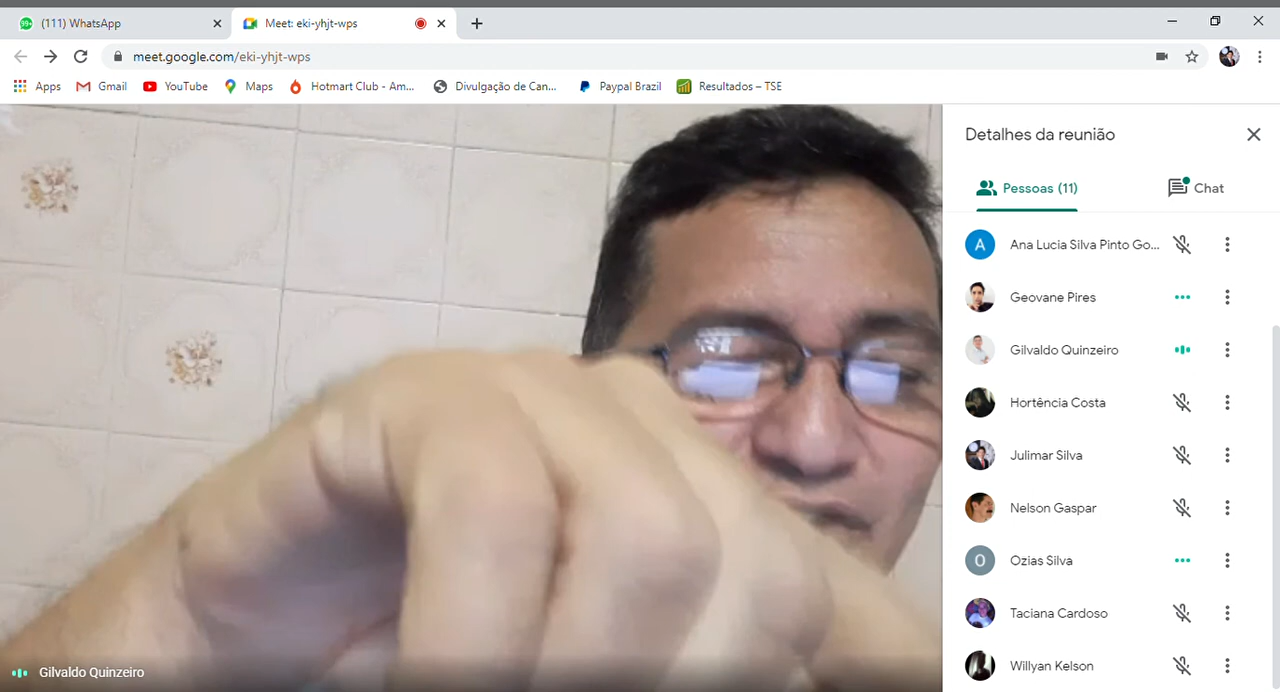 99+ (111) WhatsApp
Meet: eki-yhjt-wps
meet.google.com/eki-yhjt-wps
Apps Gmail YouTube Maps Hotmart Club - Am... Divulgação de Can... Paypal Brazil Resultados – TSE
Detalhes da reunião
Pessoas (11) Chat
A Ana Lucia Silva Pinto Go...
Geovane Pires
Gilvaldo Quinzeiro
Hortência Costa
Julimar Silva
Nelson Gaspar
O Ozias Silva
Taciana Cardoso
Willyan Kelson
Gilvaldo Quinzeiro